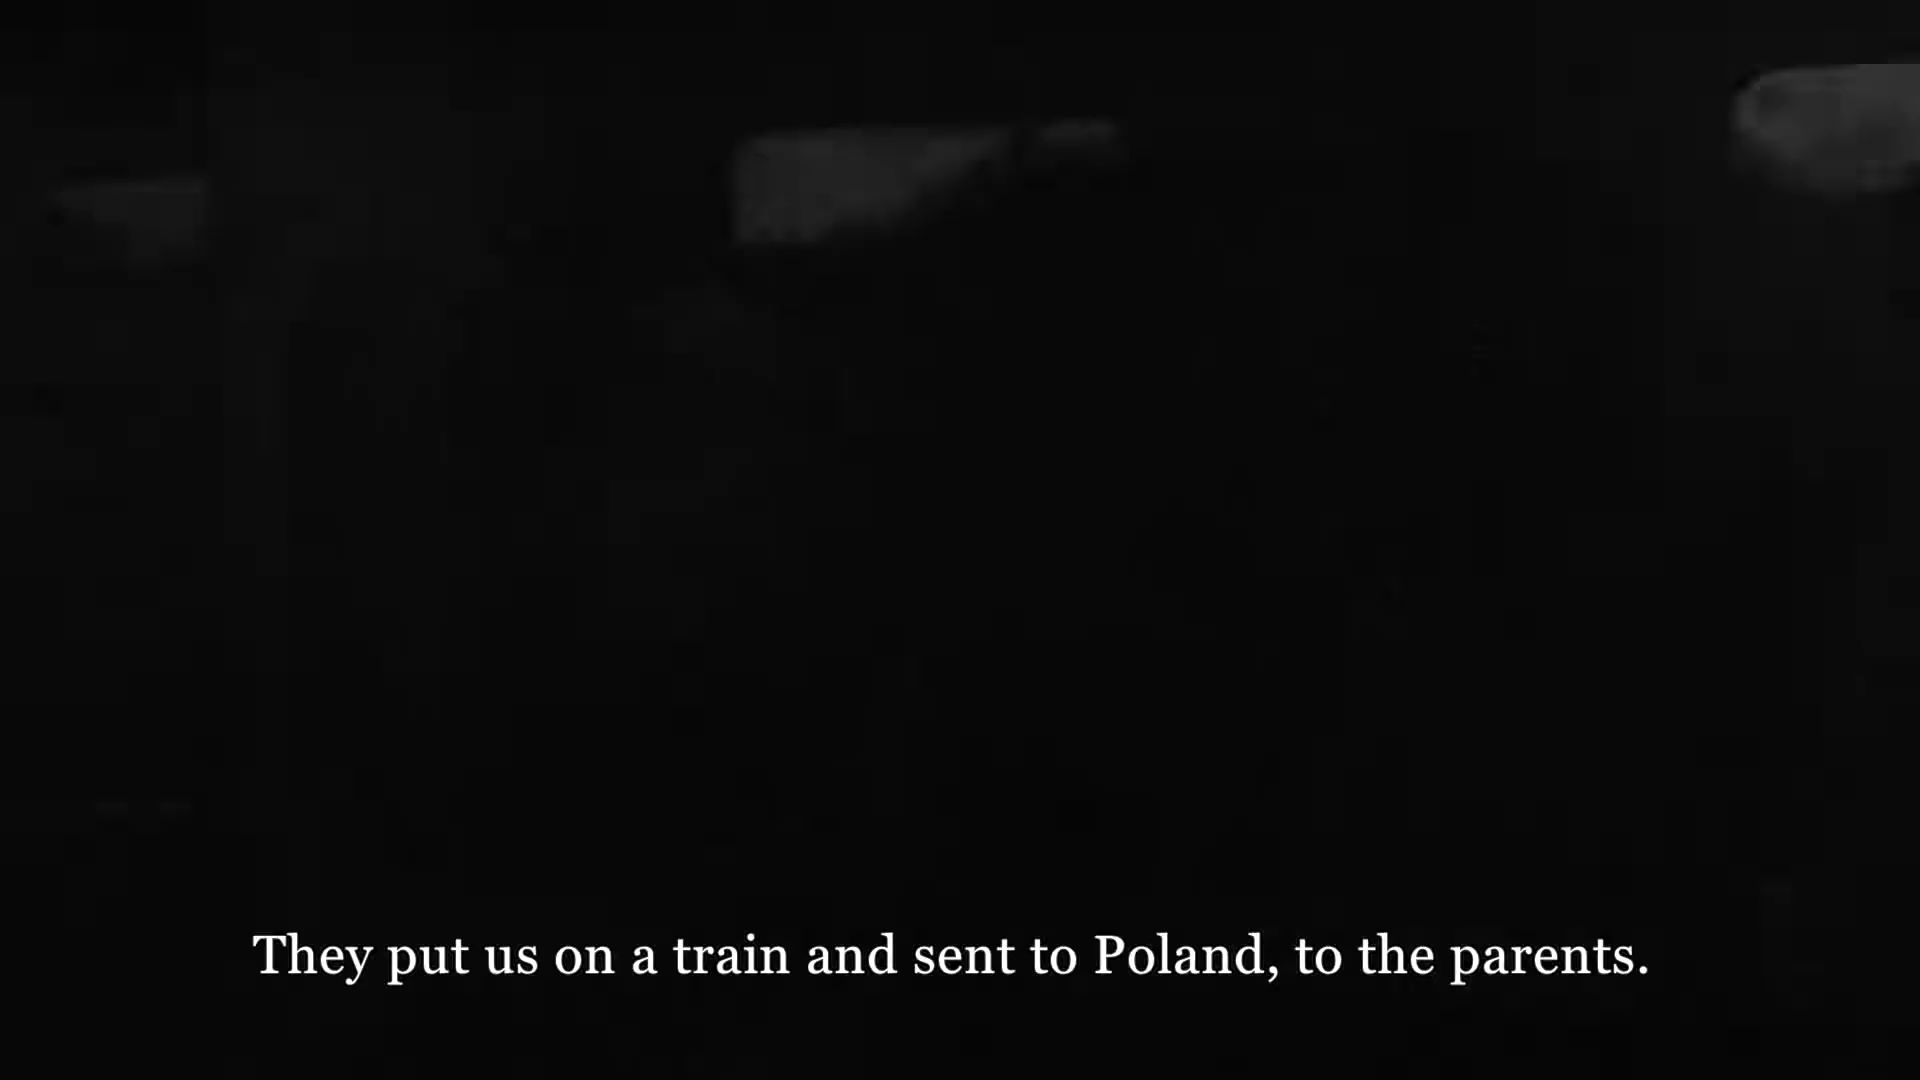 They put us on a train and sent to Poland, to the parents.